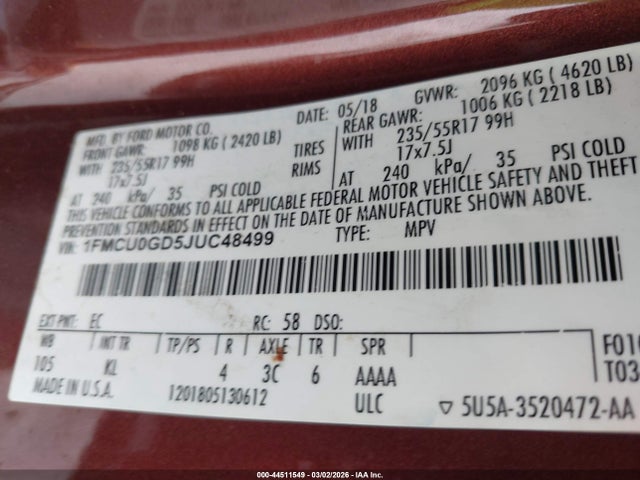 MFD. BY FORD MOTOR CO.
DATE: 05/18 GVWR: 2096 KG ( 4620 LB)
FRONT GAWR: 1098 KG ( 2420 LB) REAR GAWR: 1006 KG ( 2218 LB)
WITH 235/55R17 99H TIRES WITH 235/55R17 99H
17x7.5J RIMS 17x7.5J
AT 240 kPa/ 35 PSI COLD AT 240 kPa/ 35 PSI COLD
THIS VEHICLE CONFORMS TO ALL APPLICABLE FEDERAL MOTOR VEHICLE SAFETY AND THEFT
PREVENTION STANDARDS IN EFFECT ON THE DATE OF MANUFACTURE SHOWN ABOVE.
VIN: 1FMCU0GD5JUC48499 TYPE: MPV
EXT PNT: EC RC: 58 DSO:
WB INT TR TP/PS R AXLE TR SPR
105 KL 4 3C 6 AAAA
F010
T03
MADE IN U.S.A. 1201805130612 ULC ▽ 5U5A-3520472-AA
000-44511549 - 03/02/2026 - IAA Inc.